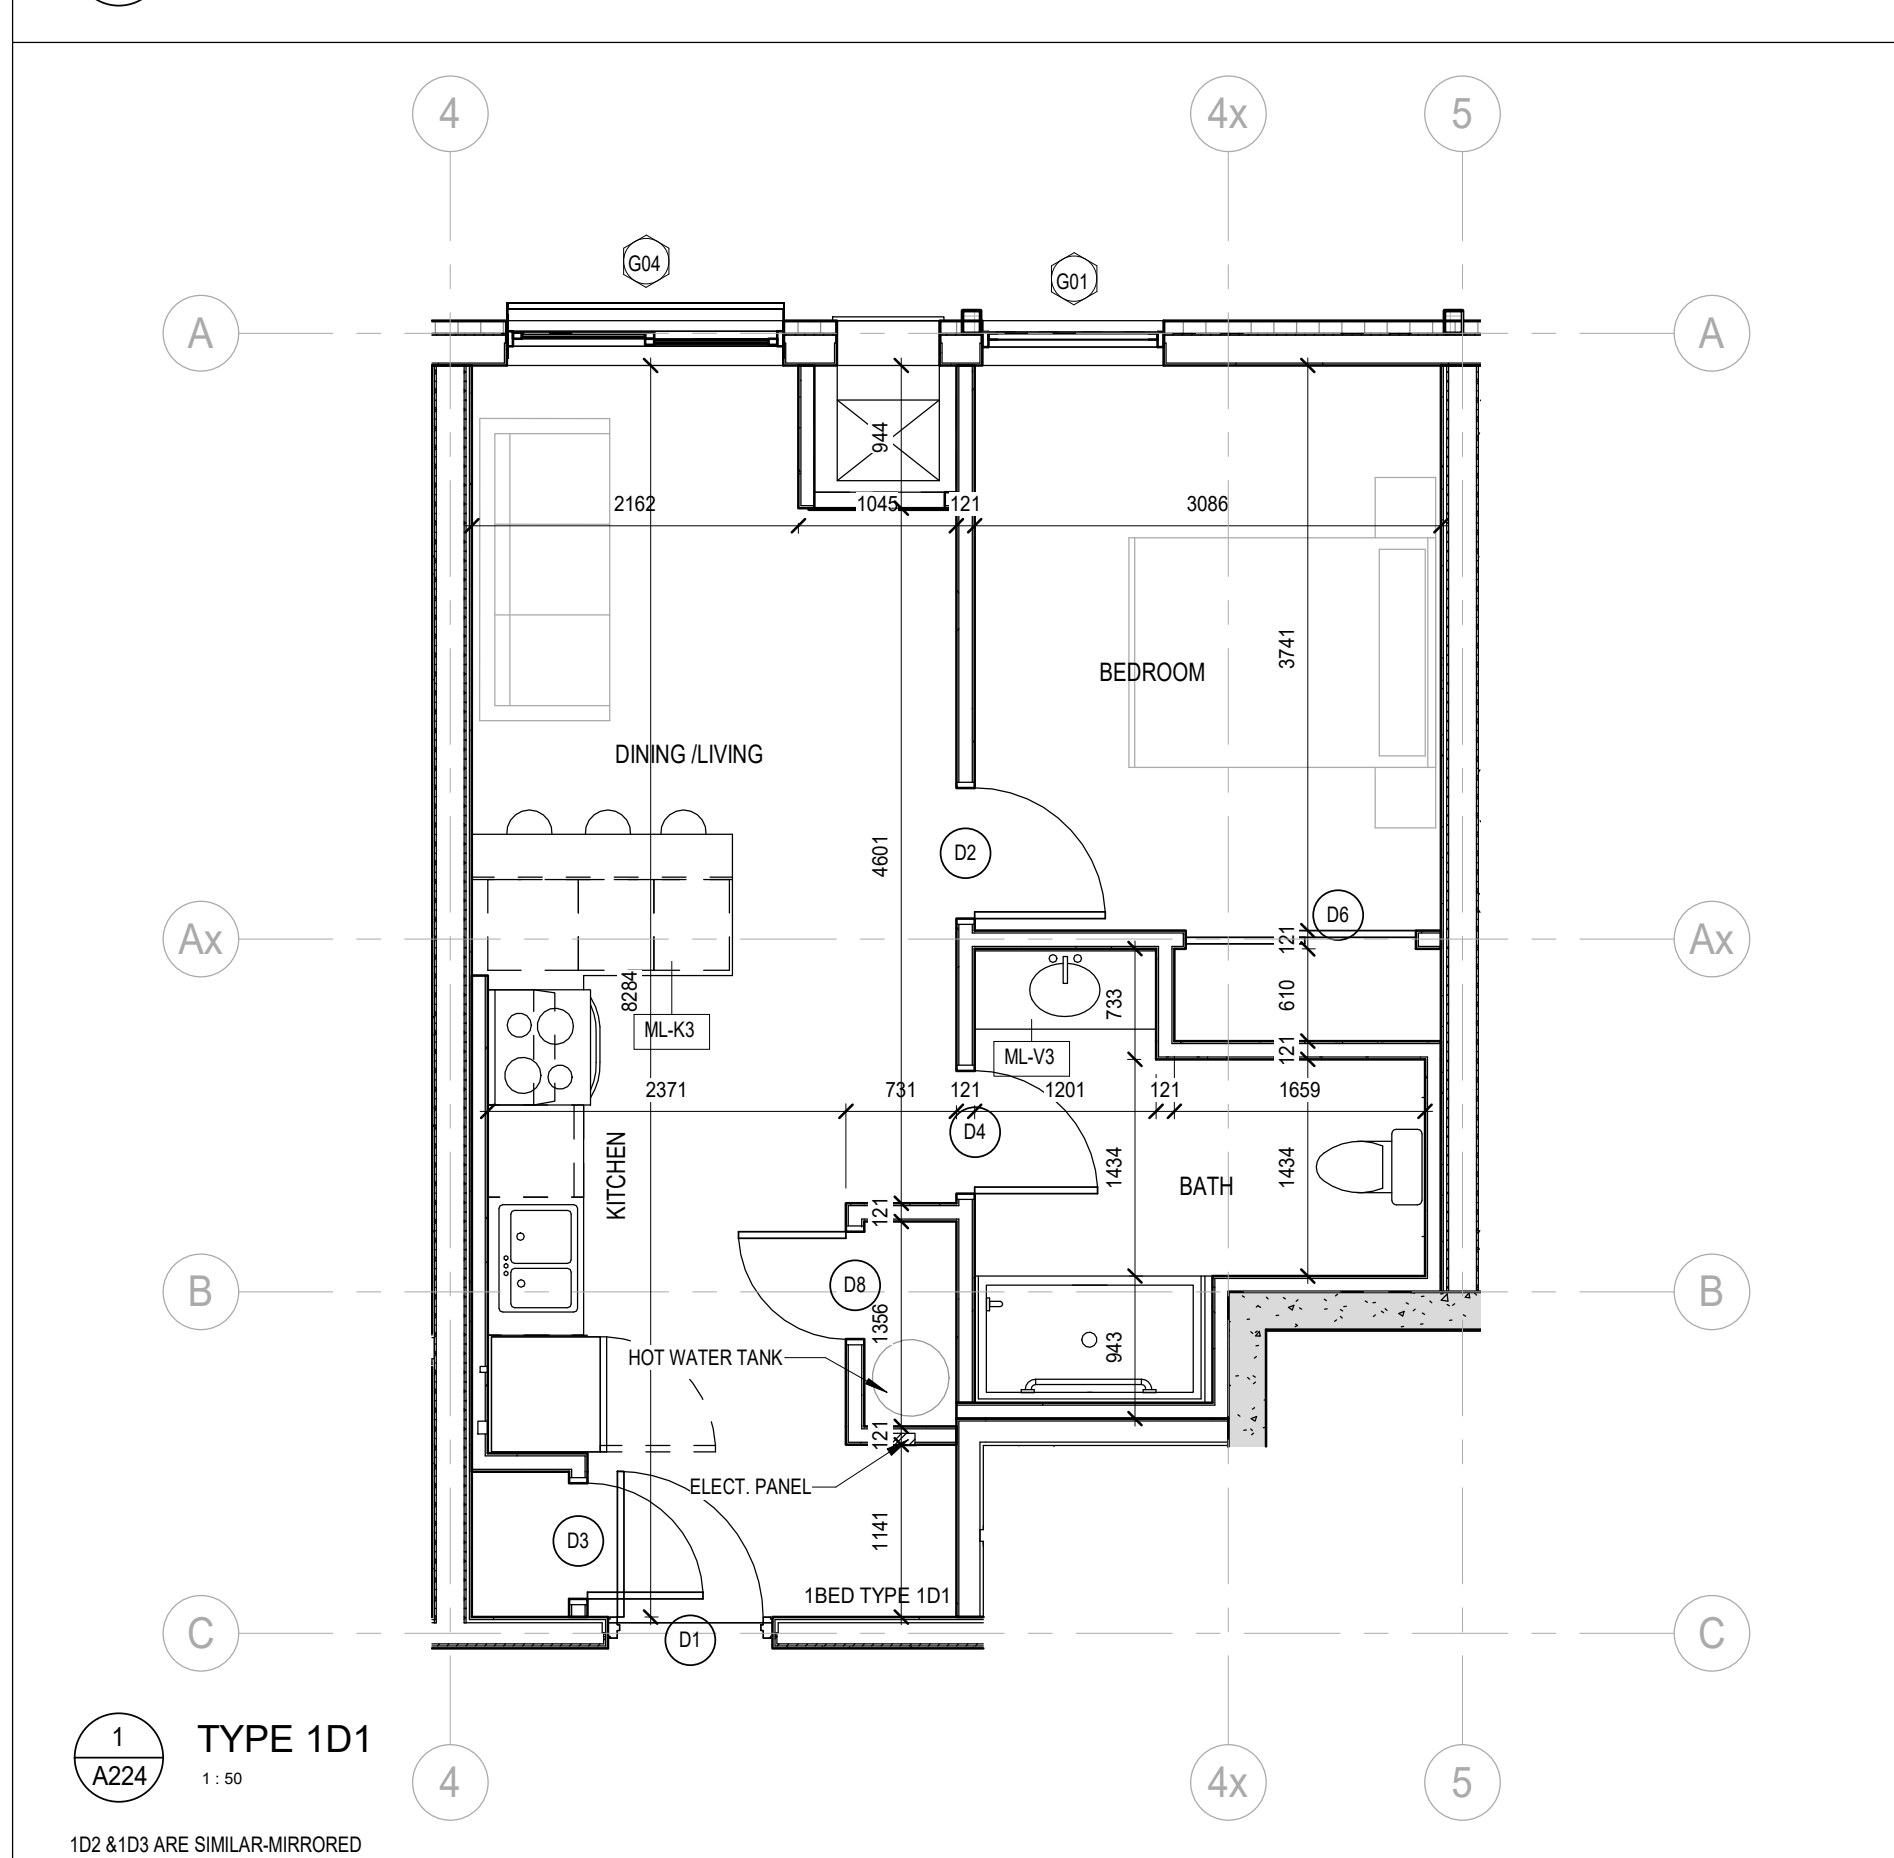 4
4x
5
G04
G01
A
A
944
2162
1045
121
3086
3741
BEDROOM
DINING /LIVING
4601
D2
D6
Ax
121
Ax
8284
733
610
ML-K3
ML-V3
121
2371
731
121
1201
121
1659
D4
KITCHEN
1434
1434
BATH
121
B
D8
B
1356
943
HOT WATER TANK
121
ELECT. PANEL
1141
D3
1BED TYPE 1D1
C
D1
C
1
A224
TYPE 1D1
1 : 50
4
4x
5
1D2 &1D3 ARE SIMILAR-MIRRORED